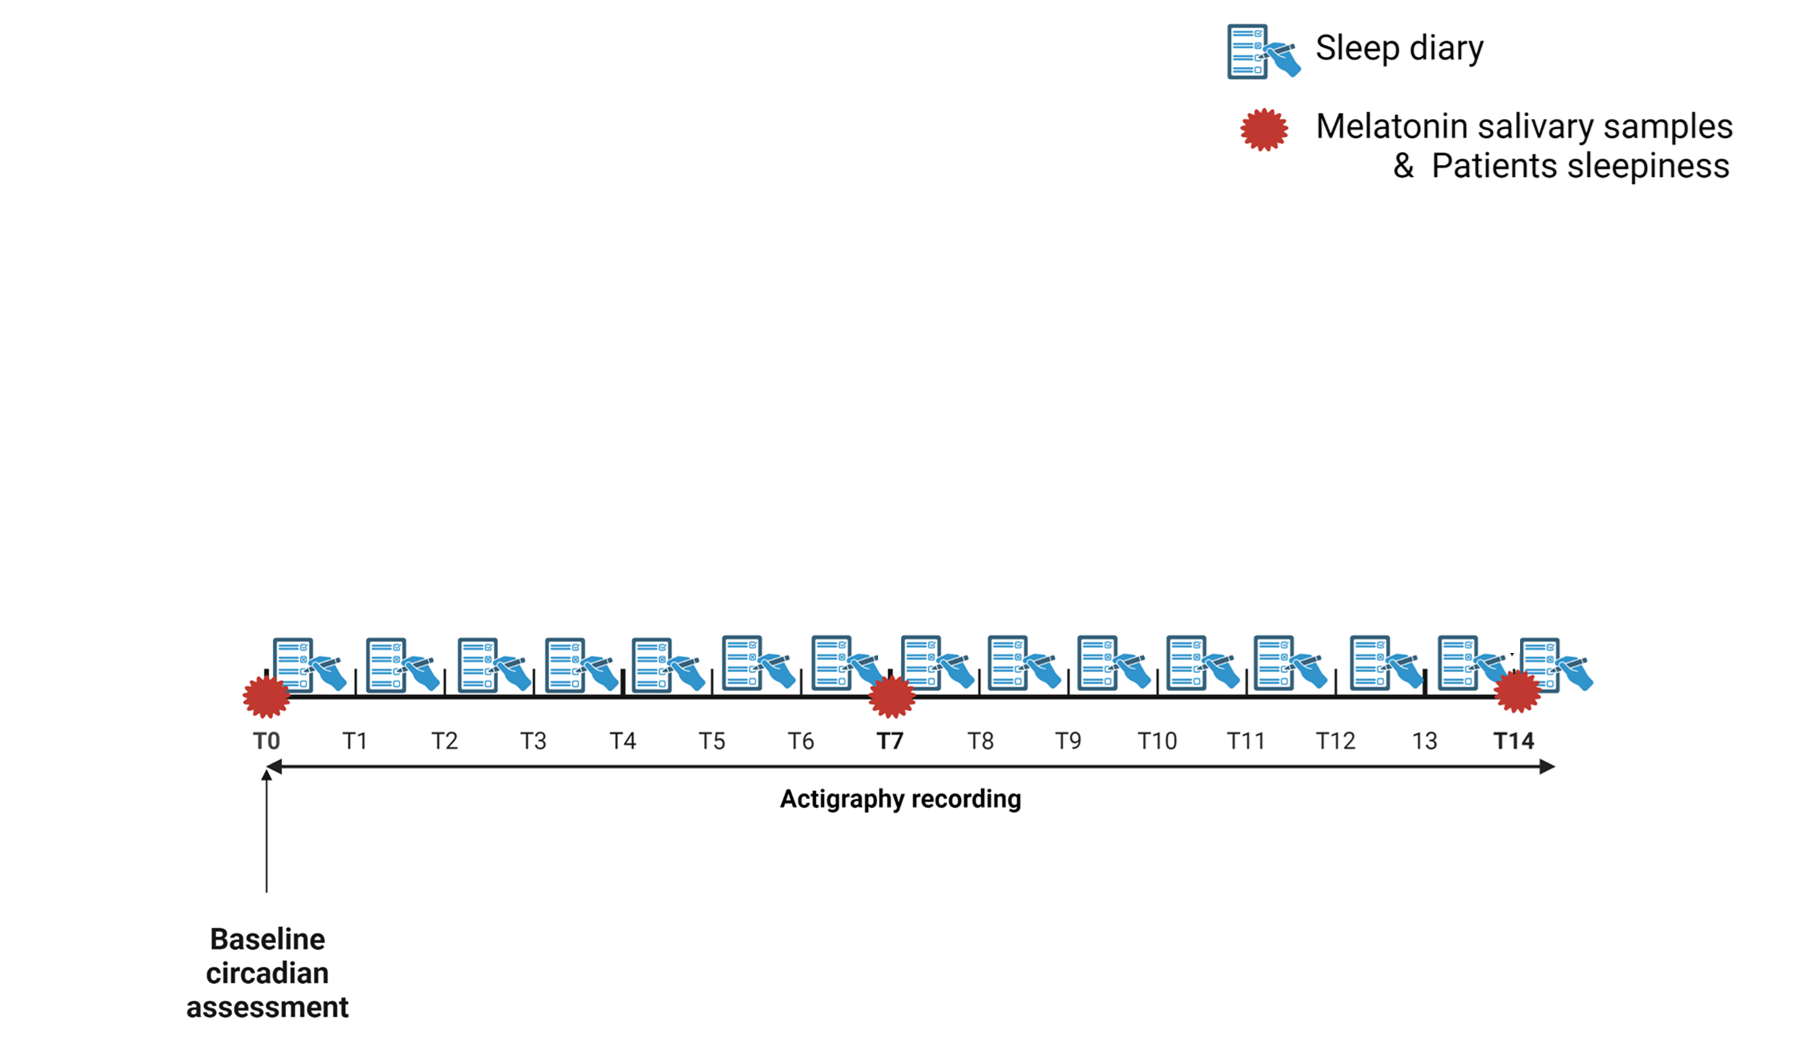 Sleep diary
Melatonin salivary samples
& Patients sleepiness
T0 T1 T2 T3 T4 T5 T6 T7 T8 T9 T10 T11 T12 13 T14
Actigraphy recording
Baseline
circadian
assessment